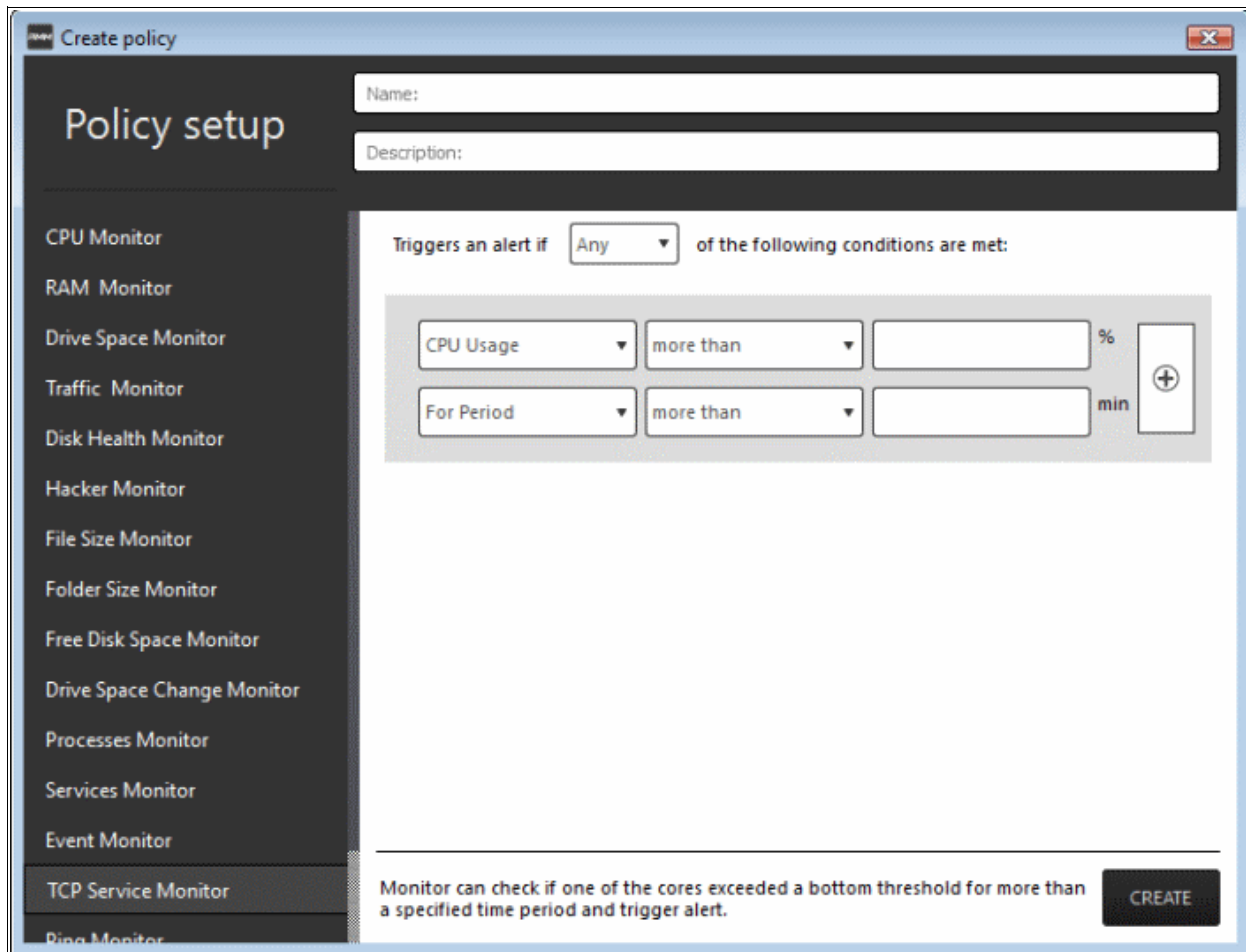 Create policy
Policy setup
Name:
Description:
CPU Monitor
RAM Monitor
Drive Space Monitor
Traffic Monitor
Disk Health Monitor
Hacker Monitor
File Size Monitor
Folder Size Monitor
Free Disk Space Monitor
Drive Space Change Monitor
Processes Monitor
Services Monitor
Event Monitor
TCP Service Monitor
Ping Monitor
Triggers an alert if Any of the following conditions are met:
CPU Usage more than %
For Period more than min
Monitor can check if one of the cores exceeded a bottom threshold for more than
a specified time period and trigger alert.
CREATE